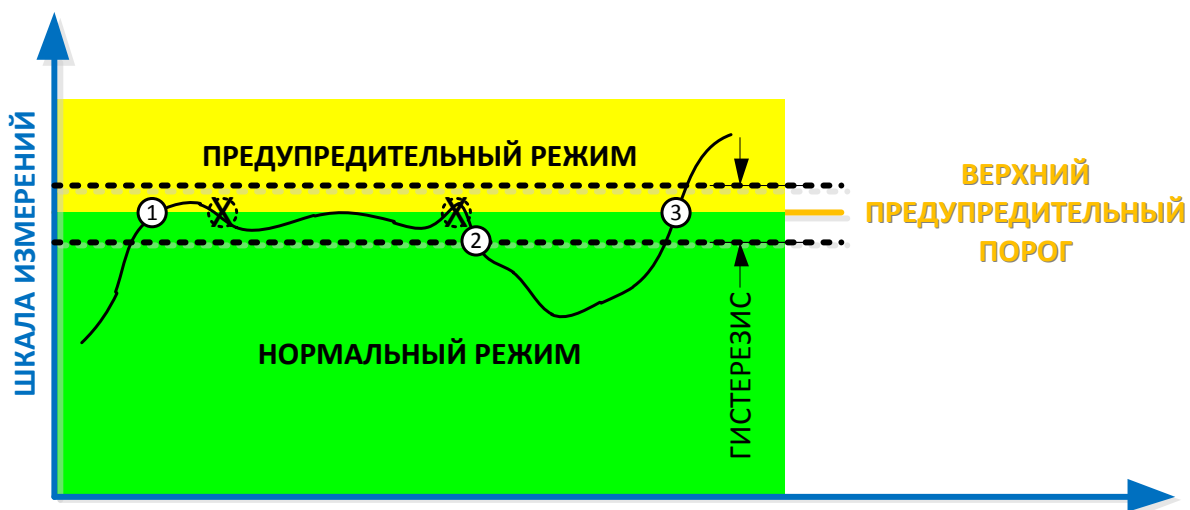 ШКАЛА ИЗМЕРЕНИЙ
ПРЕДУПРЕДИТЕЛЬНЫЙ РЕЖИМ
1
X
X
2
3
НОРМАЛЬНЫЙ РЕЖИМ
ГИСТЕРЕЗИС
ВЕРХНИЙ
ПРЕДУПРЕДИТЕЛЬНЫЙ
ПОРОГ